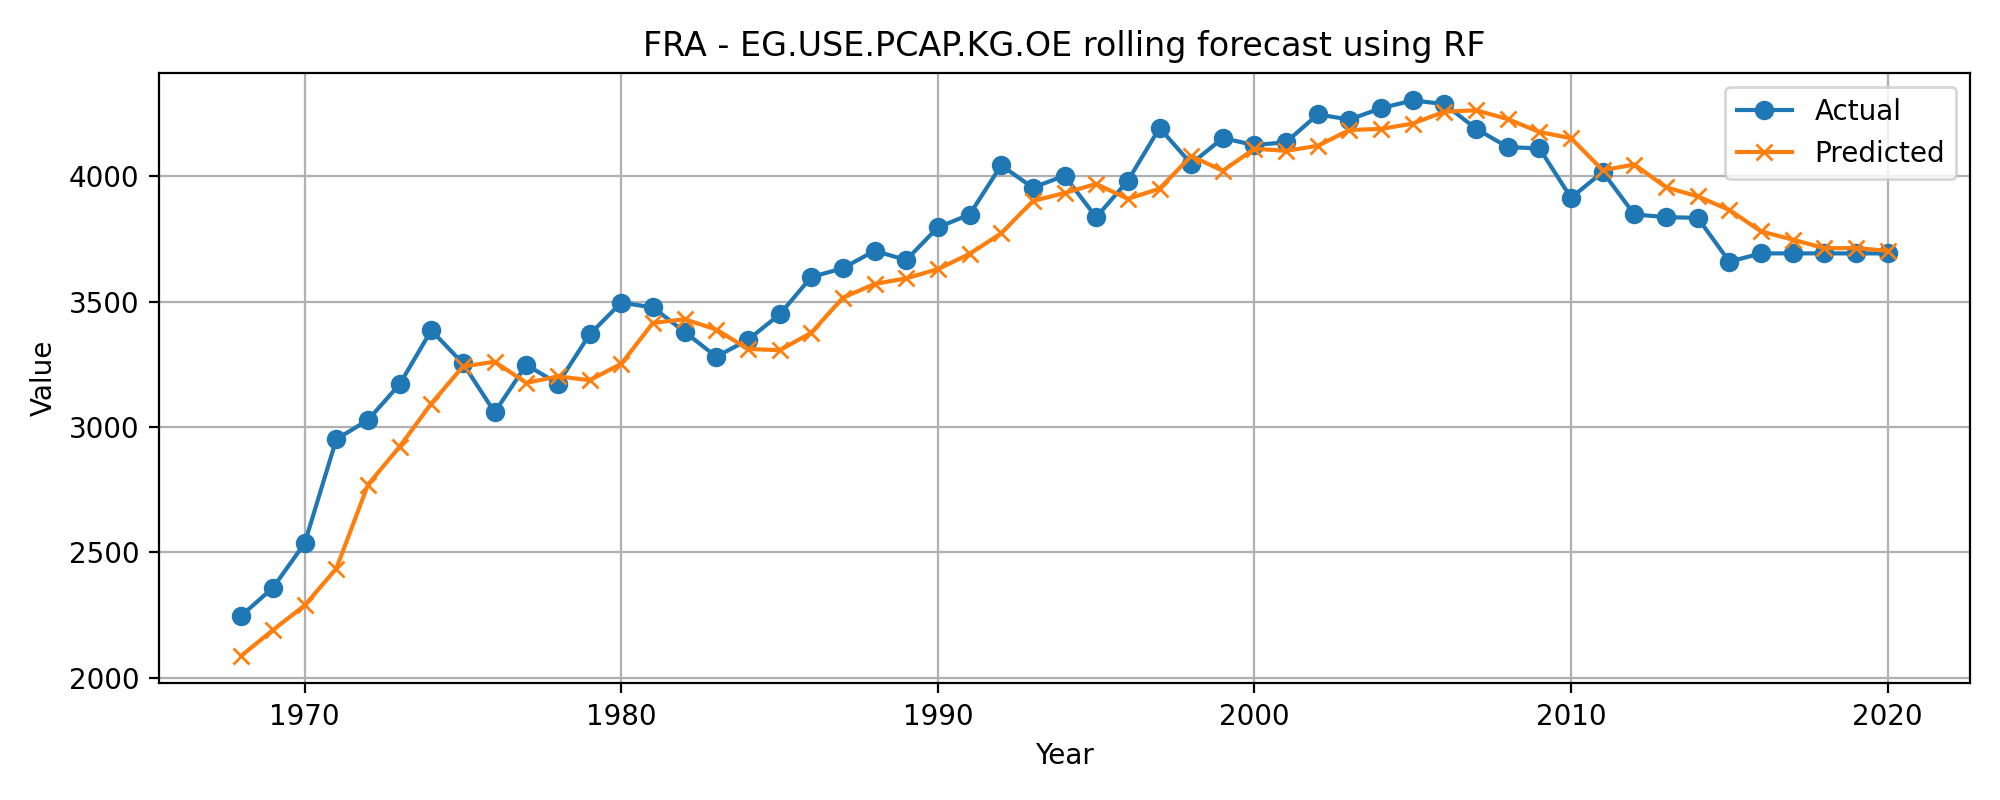 FRA - EG.USE.PCAP.KG.OE rolling forecast using RF
Actual
Predicted
Value
4000
3500
3000
2500
2000
1970 1980 1990 2000 2010 2020
Year